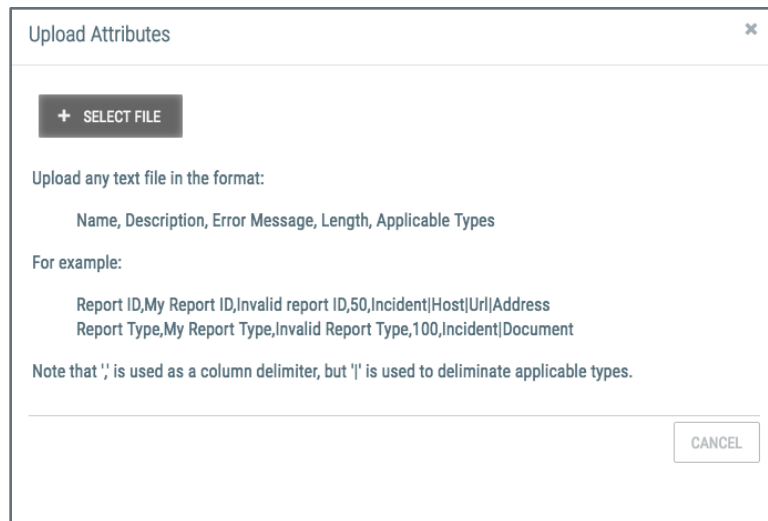 Upload Attributes
+ SELECT FILE
Upload any text file in the format:
Name, Description, Error Message, Length, Applicable Types
For example:
Report ID,My Report ID,Invalid report ID,50,Incident|Host|Url|Address
Report Type,My Report Type,Invalid Report Type,100,Incident|Document
Note that ',' is used as a column delimiter, but '|' is used to deliminate applicable types.
CANCEL